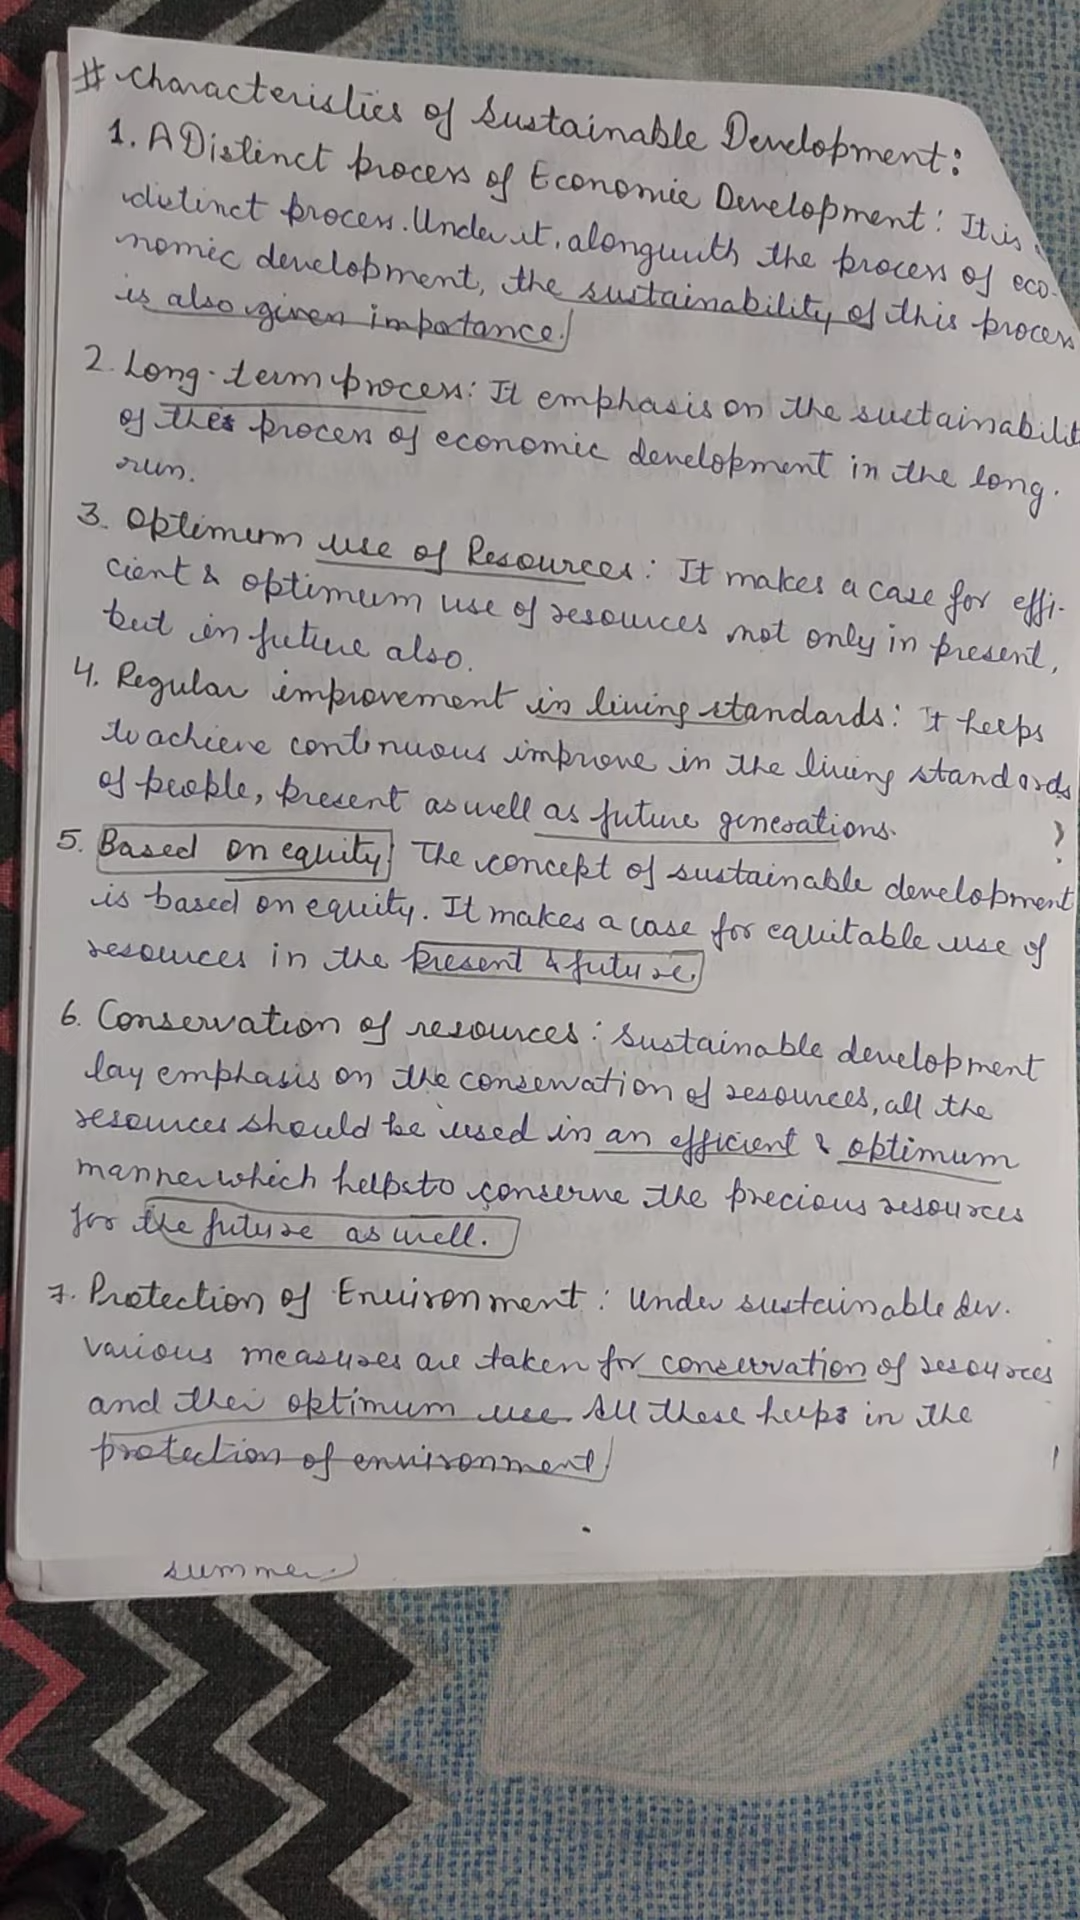 # Characteristics of Sustainable Development:
1. A Distinct process of Economic Development: It is
distinct process. Under it, alongwith the process of eco-
nomic development, the sustainability of this process
is also given importance.
2. Long-term process: It emphasis on the sustainabilit
of this process of economic development in the long.
run.
3. Optimum use of Resources: It makes a case for effi-
cient & optimum use of resources not only in present,
but in future also.
4. Regular improvement in living standards: It helps
to achieve continuous improve in the living standards
of people, present as well as future generations.
5. Based on equity: The concept of sustainable development
is based on equity. It makes a case for equitable use of
resources in the present & future.
6. Conservation of resources: Sustainable development
lay emphasis on the conservation of resources, all the
resources should be used in an efficient & optimum
manner which helps to conserve the precious resources
for the future as well.
7. Protection of Environment: Under sustainable dev.
various measures are taken for conservation of resources
and their optimum use. All these helps in the
protection of environment